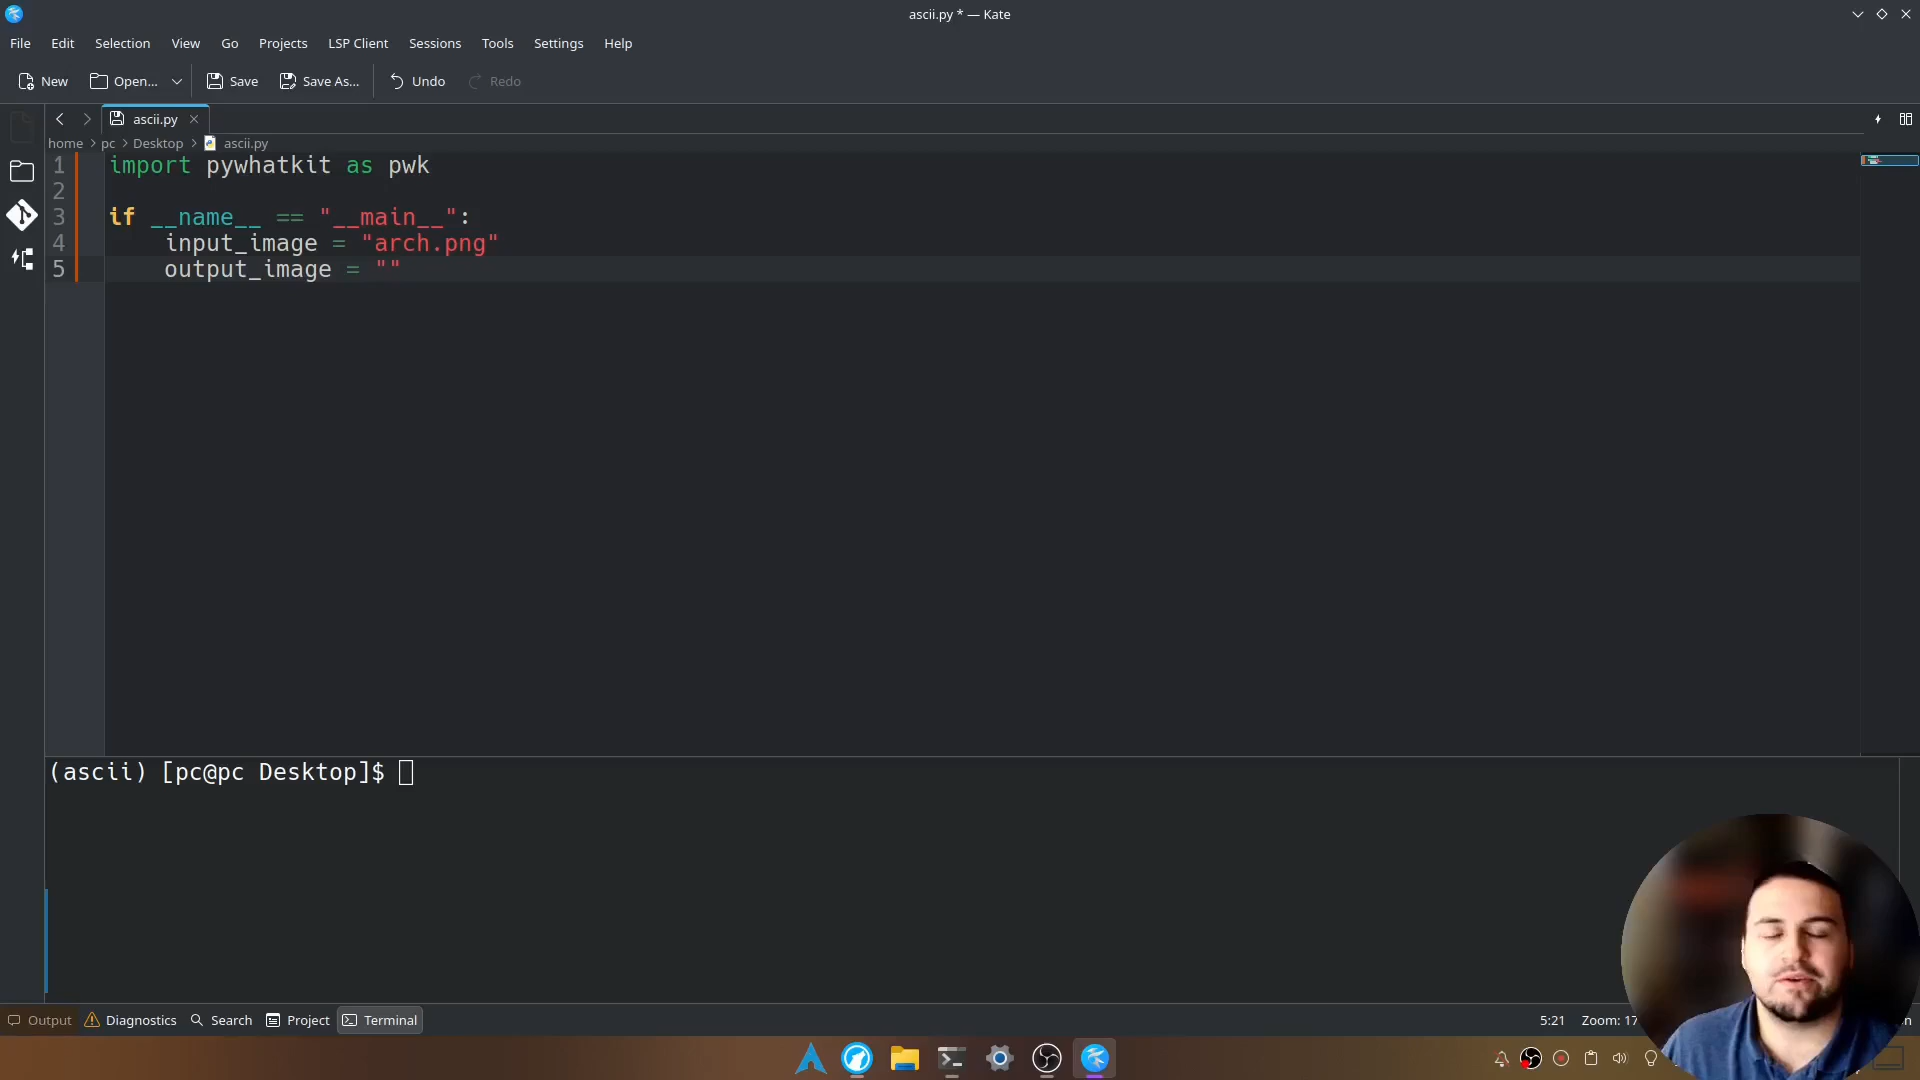 ascii.py * — Kate
File Edit Selection View Go Projects LSP Client Sessions Tools Settings Help
New Open... Save Save As... Undo Redo
ascii.py
home pc Desktop ascii.py
1 import pywhatkit as pwk
2
3 if __name__ == "__main__":
4 input_image = "arch.png"
5 output_image = ""
(ascii) [pc@pc Desktop]$
Output Diagnostics Search Project Terminal 5:21 Zoom: 17